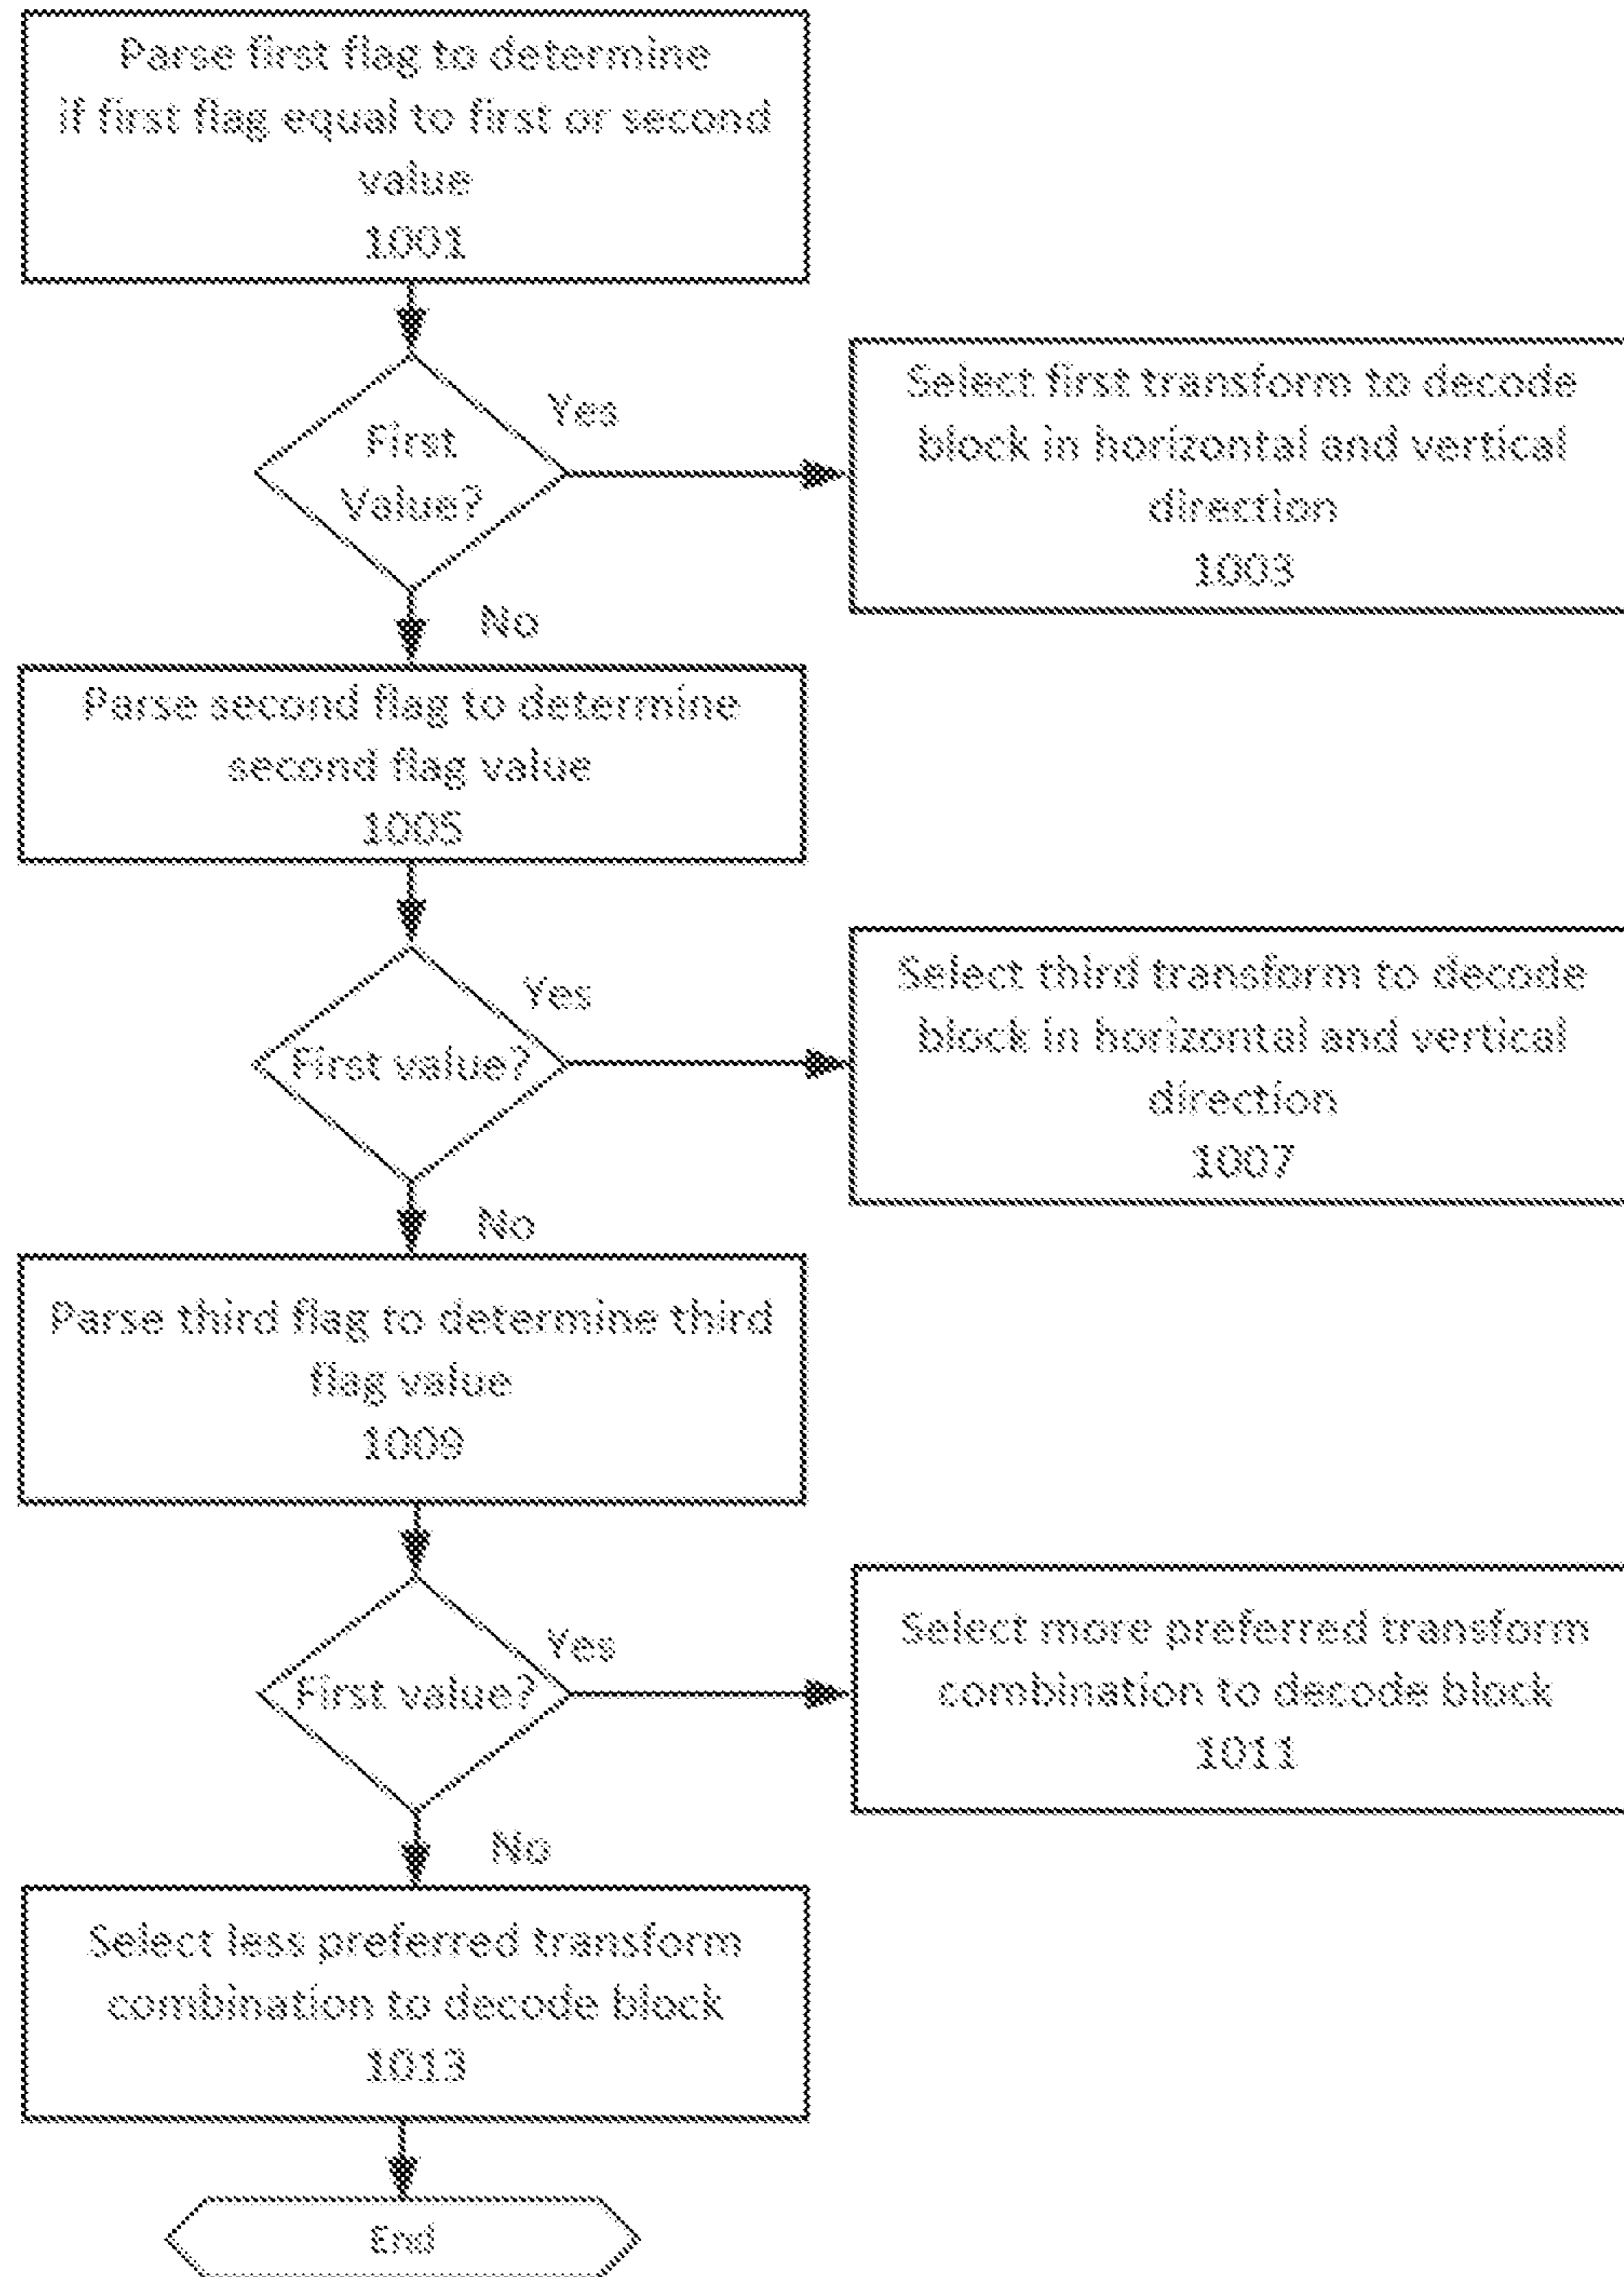 Parse first flag to determine
if first flag equal to first or second
value
1001
First
Value?
Yes
Select first transform to decode
block in horizontal and vertical
direction
1003
No
Parse second flag to determine
second flag value
1005
First value?
Yes
Select third transform to decode
block in horizontal and vertical
direction
1007
No
Parse third flag to determine third
flag value
1009
First value?
Yes
Select more preferred transform
combination to decode block
1011
No
Select less preferred transform
combination to decode block
1013
End